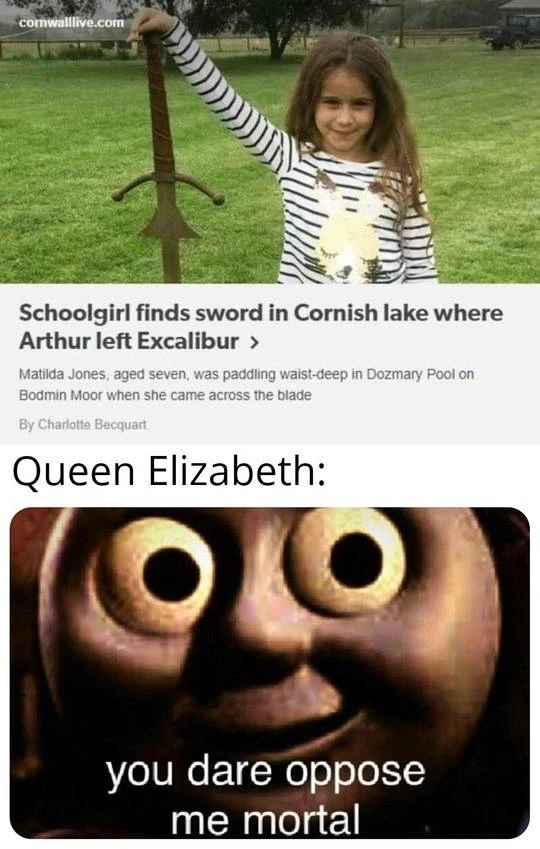 cornwalllive.com
Schoolgirl finds sword in Cornish lake where
Arthur left Excalibur >
Matilda Jones, aged seven, was paddling waist-deep in Dozmary Pool on
Bodmin Moor when she came across the blade
By Charlotte Becquart
Queen Elizabeth:
you dare oppose
me mortal